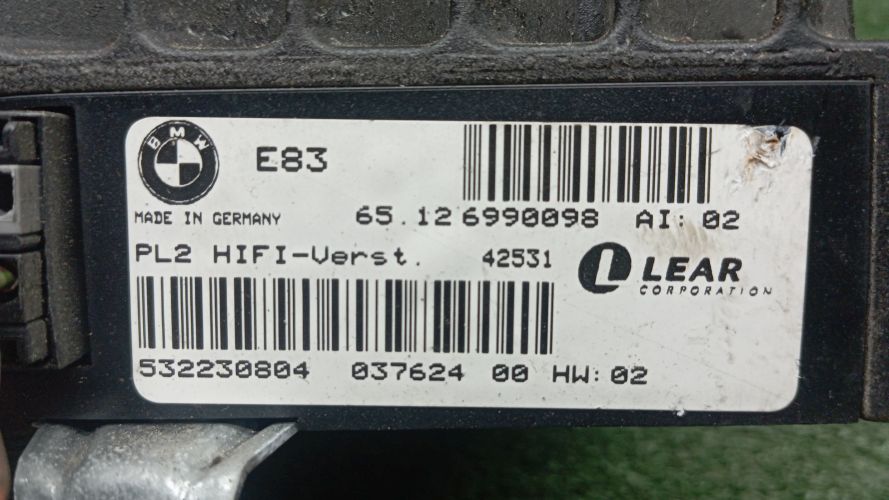 BMW
E83
MADE IN GERMANY 65.12 6990098 AI: 02
PL2 HIFI-Verst. 42531
LEAR
CORPORATION
532230804 037624 00 HW: 02